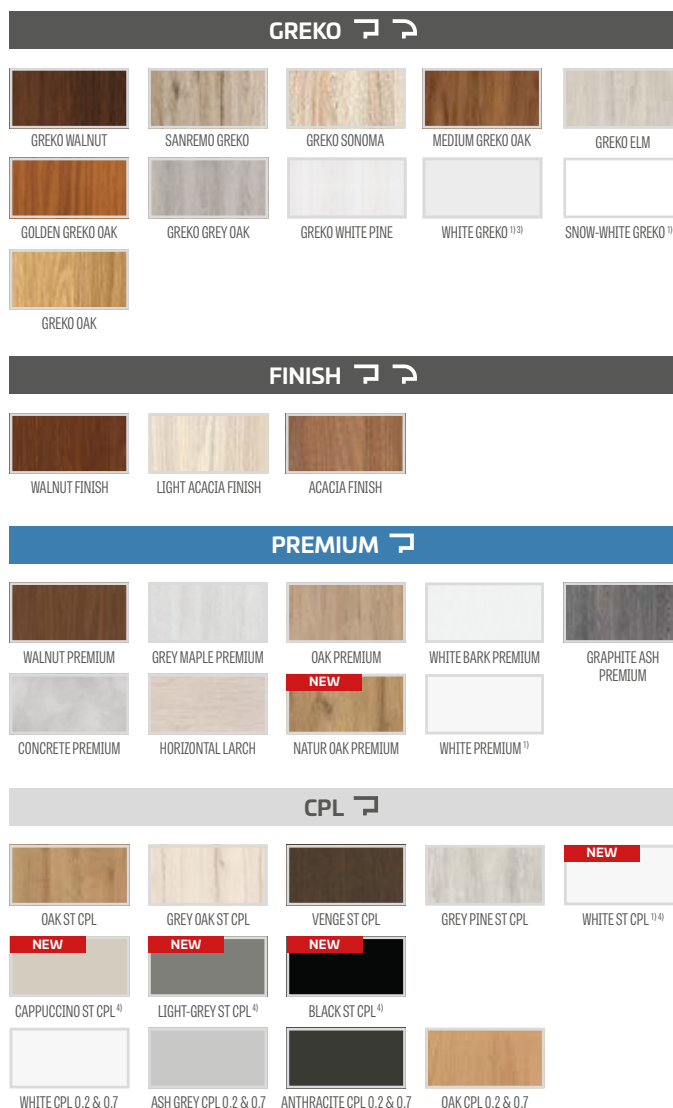 GREKO
GREKO WALNUT
SANREMO GREKO
GREKO SONOMA
MEDIUM GREKO OAK
GREKO ELM
GOLDEN GREKO OAK
GREKO GREY OAK
GREKO WHITE PINE
WHITE GREKO 1) 3)
SNOW-WHITE GREKO 1)
GREKO OAK
FINISH
WALNUT FINISH
LIGHT ACACIA FINISH
ACACIA FINISH
PREMIUM
WALNUT PREMIUM
GREY MAPLE PREMIUM
OAK PREMIUM
WHITE BARK PREMIUM
GRAPHITE ASH
PREMIUM
CONCRETE PREMIUM
HORIZONTAL LARCH
NEW
NATUR OAK PREMIUM
WHITE PREMIUM 1)
CPL
OAK ST CPL
GREY OAK ST CPL
VENGE ST CPL
GREY PINE ST CPL
NEW
WHITE ST CPL 1) 4)
NEW
CAPPUCCINO ST CPL 4)
NEW
LIGHT-GREY ST CPL 4)
NEW
BLACK ST CPL 4)
WHITE CPL 0.2 & 0.7
ASH GREY CPL 0.2 & 0.7
ANTHRACITE CPL 0.2 & 0.7
OAK CPL 0.2 & 0.7